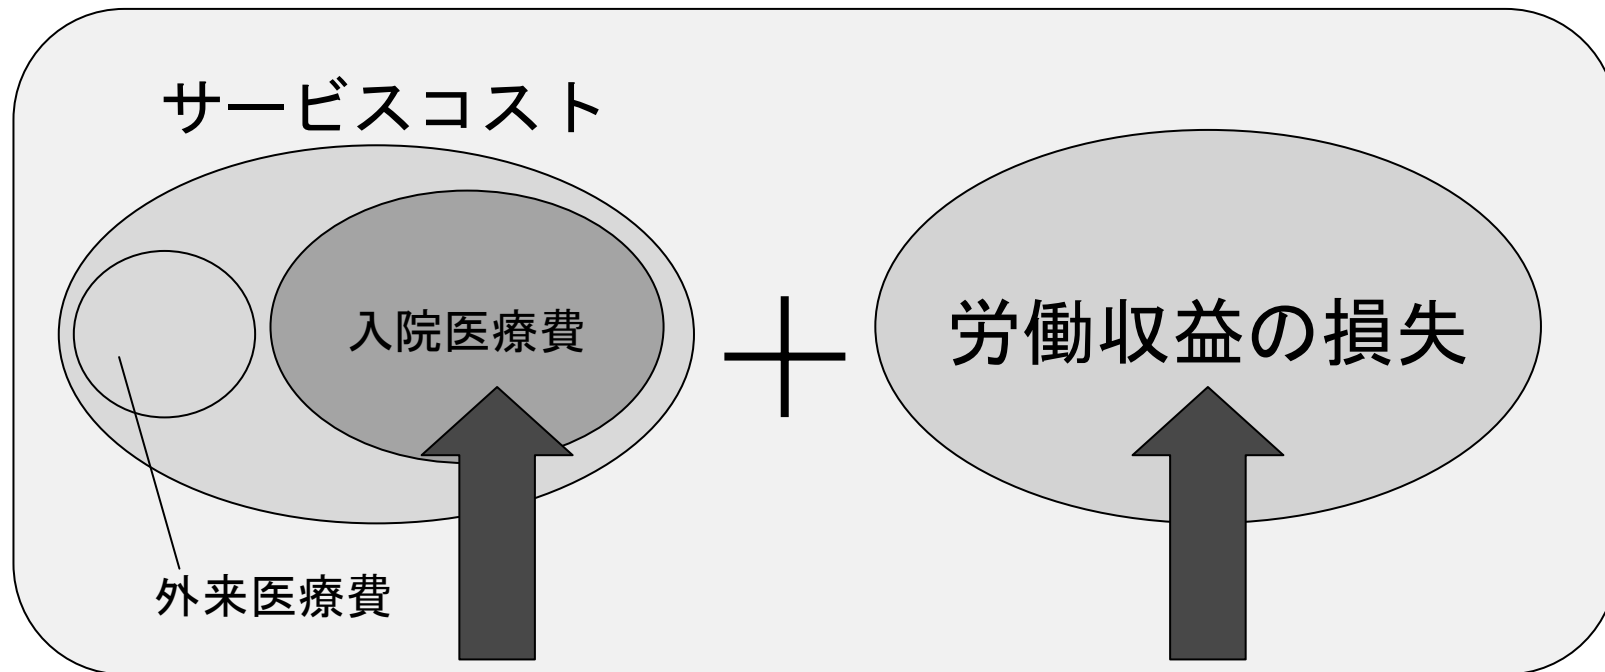 サービスコスト
入院医療費
労働収益の損失
外来医療費